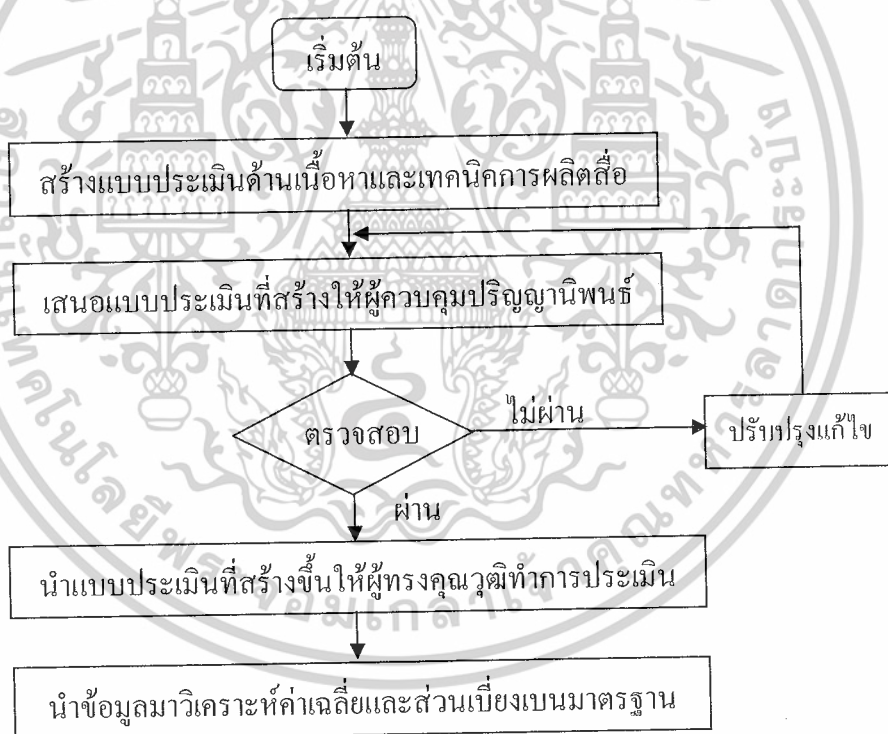 เริ่มต้น
สร้างแบบประเมินด้านเนื้อหาและเทคนิคการผลิตสื่อ
เสนอแบบประเมินที่สร้างให้ผู้ควบคุมปริญญานิพนธ์
ตรวจสอบ
ไม่ผ่าน
ปรับปรุงแก้ไข
ผ่าน
นำแบบประเมินที่สร้างขึ้นให้ผู้ทรงคุณวุฒิทำการประเมิน
นำข้อมูลมาวิเคราะห์ค่าเฉลี่ยและส่วนเบี่ยงเบนมาตรฐาน